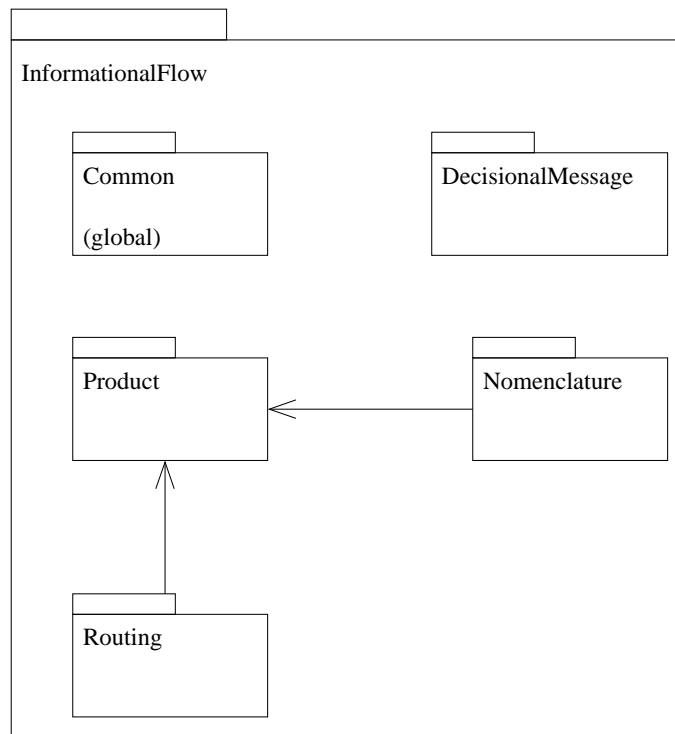 InformationalFlow
Common
(global)
DecisionalMessage
Product
Nomenclature
Routing